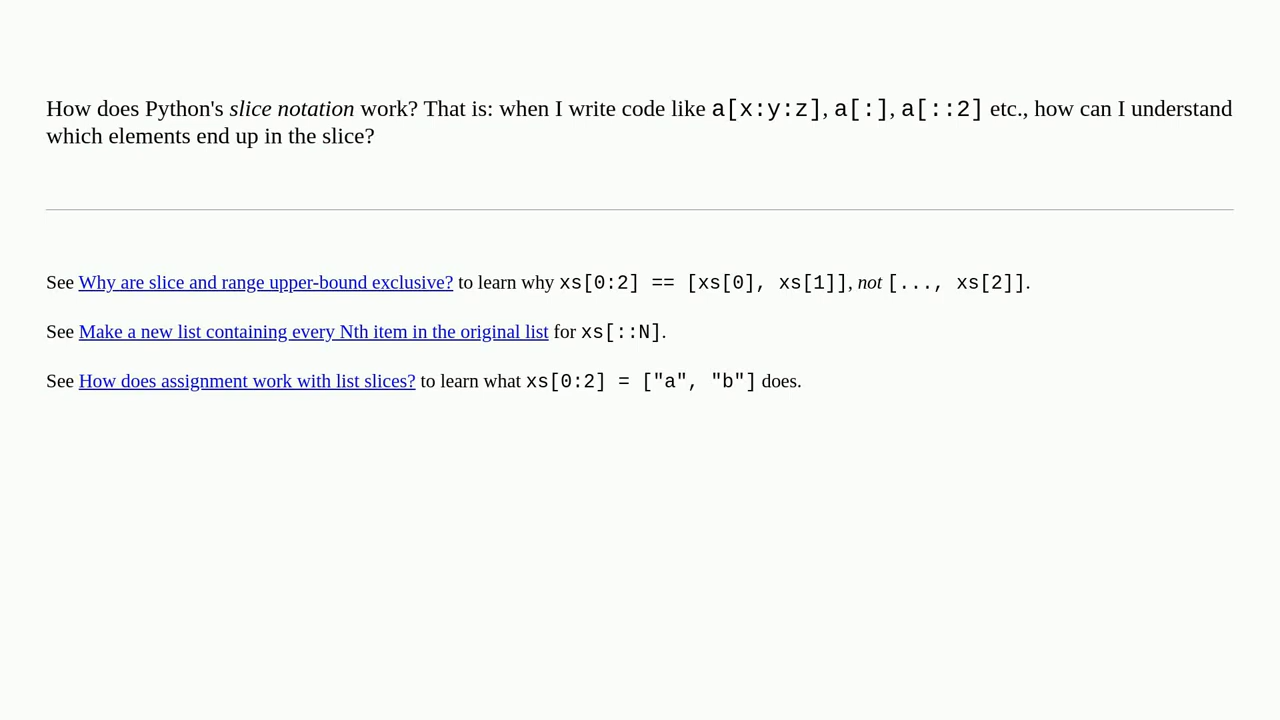 How does Python's slice notation work? That is: when I write code like a[x:y:z], a[:], a[::2] etc., how can I understand
which elements end up in the slice?
See Why are slice and range upper-bound exclusive? to learn why xs[0:2] == [xs[0], xs[1]], not [..., xs[2]].
See Make a new list containing every Nth item in the original list for xs[::N].
See How does assignment work with list slices? to learn what xs[0:2] = ["a", "b"] does.